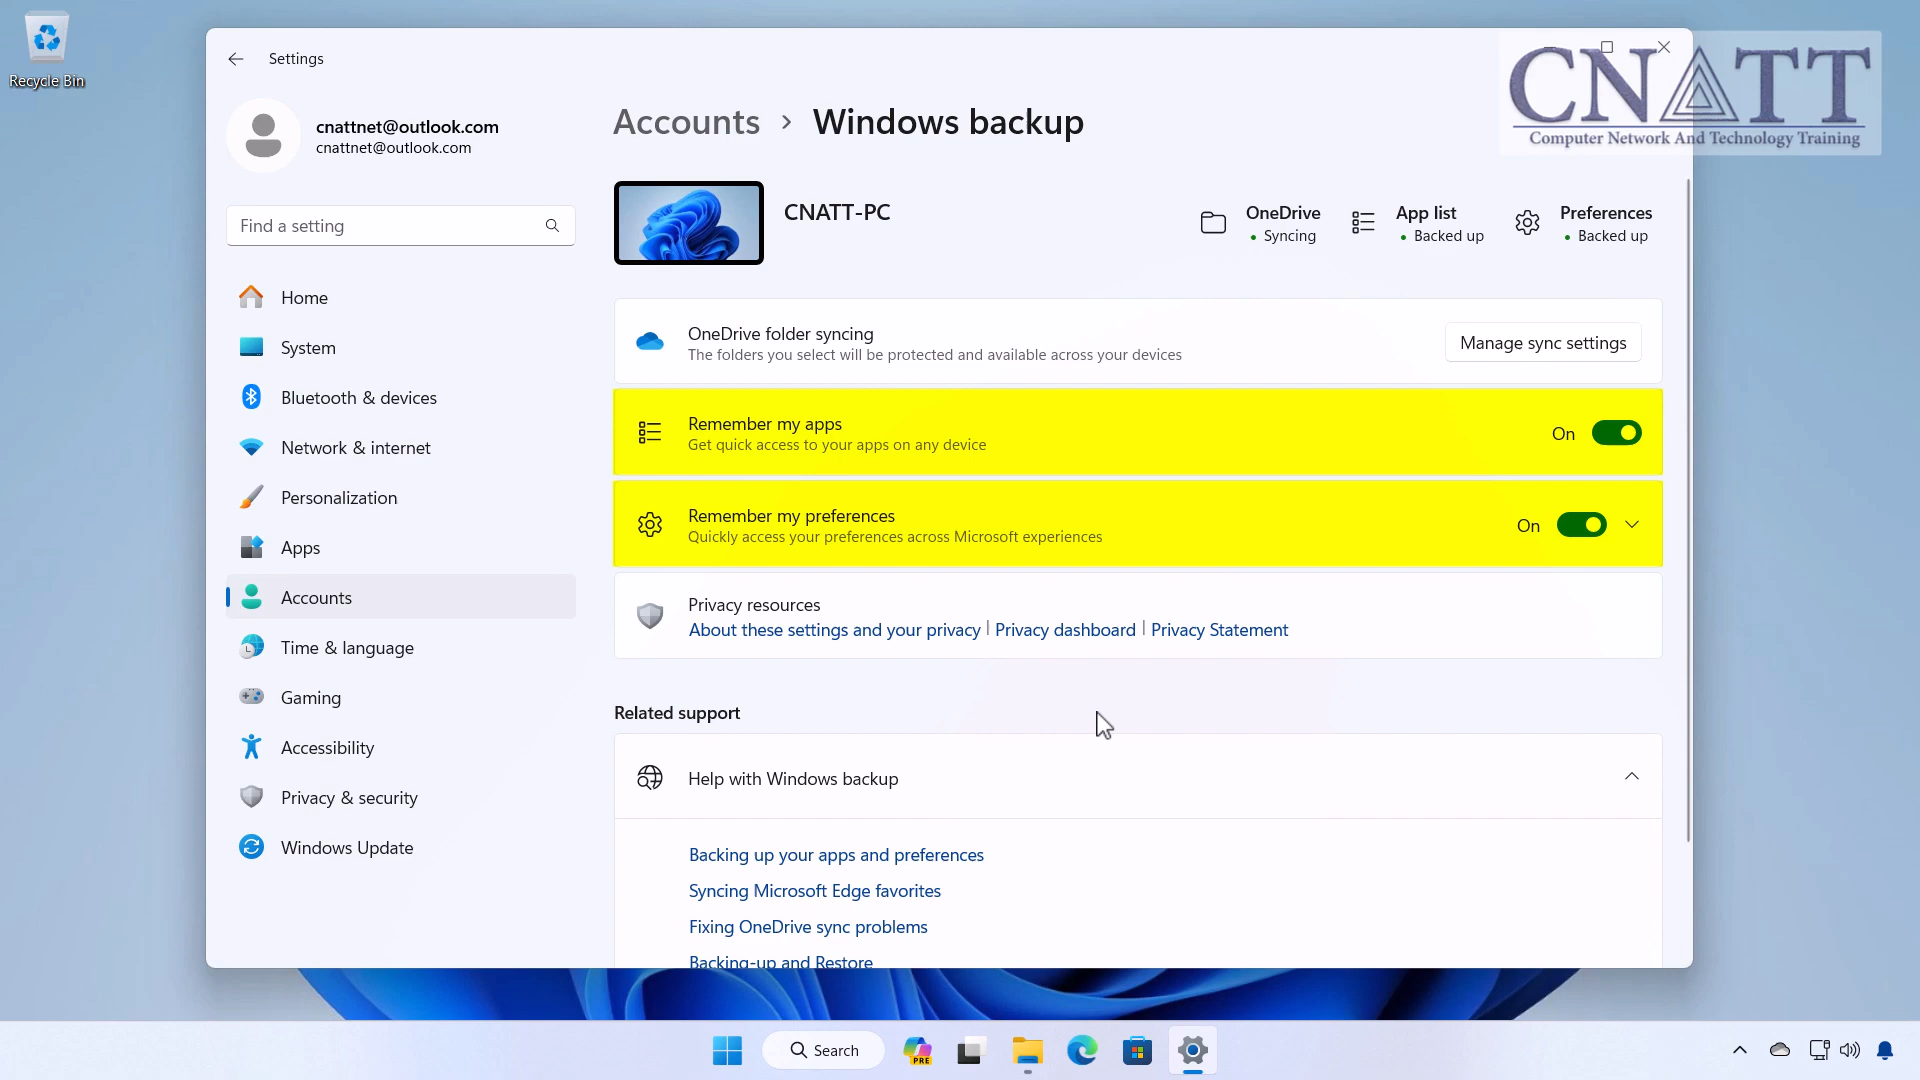 Recycle Bin
Settings
cnattnet@outlook.com
cnattnet@outlook.com
Find a setting
Home
System
Bluetooth & devices
Network & internet
Personalization
Apps
Accounts
Time & language
Gaming
Accessibility
Privacy & security
Windows Update
CNATT
Computer Network And Technology Training
Accounts > Windows backup
CNATT-PC
OneDrive
• Syncing
App list
• Backed up
Preferences
• Backed up
OneDrive folder syncing
The folders you select will be protected and available across your devices
Manage sync settings
Remember my apps
Get quick access to your apps on any device
On
Remember my preferences
Quickly access your preferences across Microsoft experiences
On
Privacy resources
About these settings and your privacy | Privacy dashboard | Privacy Statement
Related support
Help with Windows backup
Backing up your apps and preferences
Syncing Microsoft Edge favorites
Fixing OneDrive sync problems
Backing-up and Restore
Search
PRE